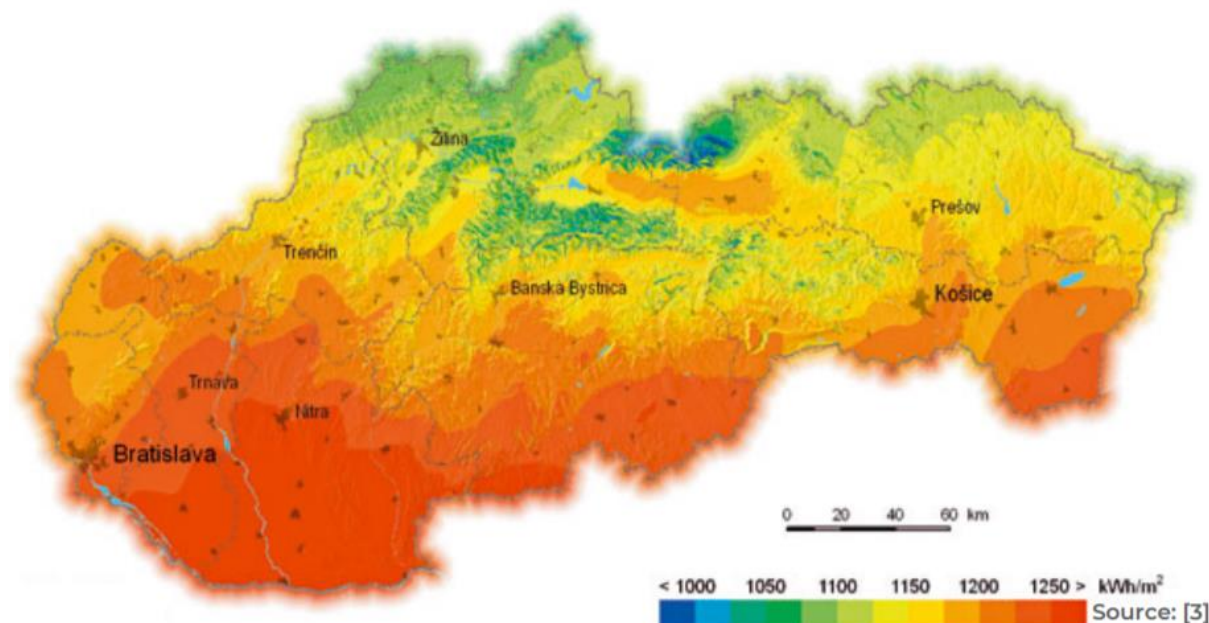 Žilina
Prešov
Trenčín
Banska Bystrica
Košice
Trnava
Nitra
Bratislava
0 20 40 60 km
< 1000 1050 1100 1150 1200 1250 > kWh/m²
Source: [3]